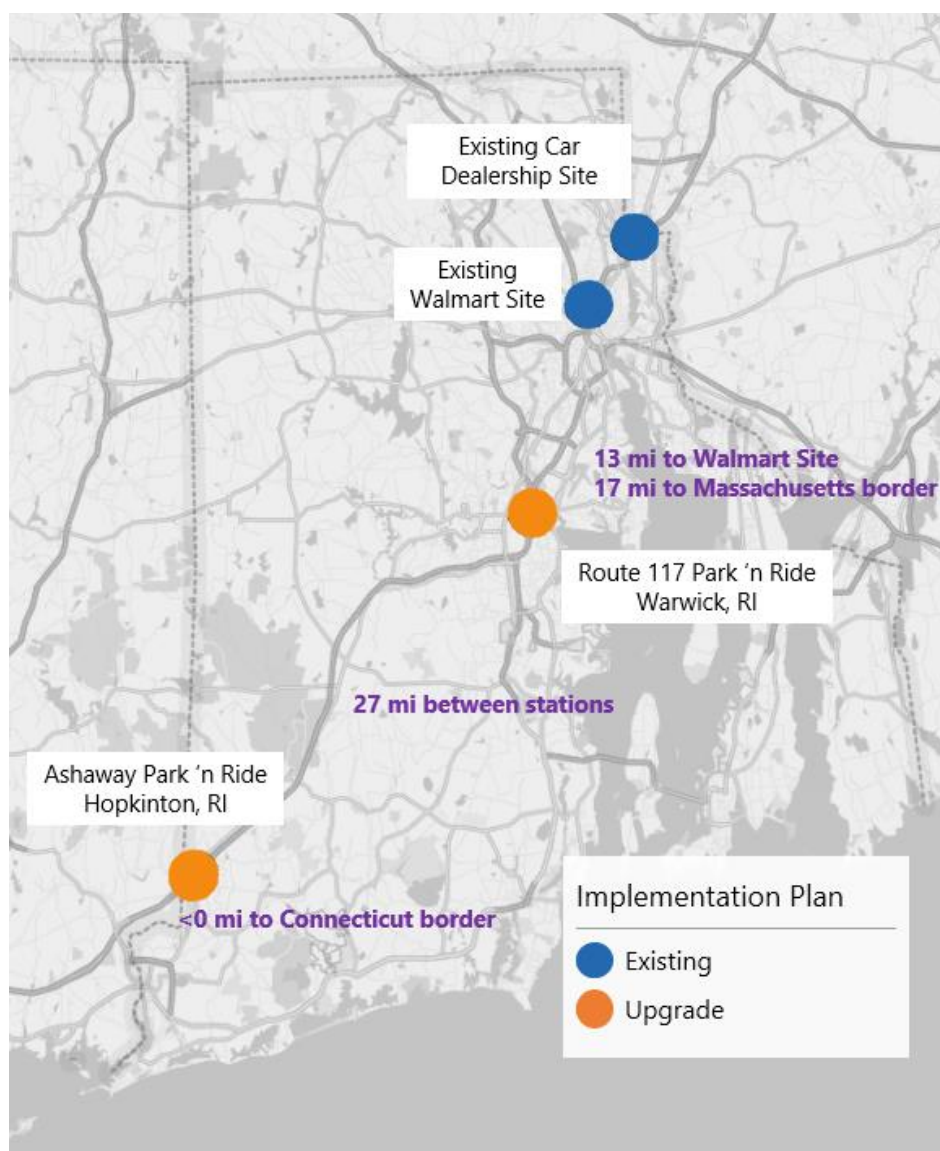 Existing Car
Dealership Site
Existing
Walmart Site
13 mi to Walmart Site
17 mi to Massachusetts border
Route 117 Park ‘n Ride
Warwick, RI
27 mi between stations
Ashaway Park ‘n Ride
Hopkinton, RI
<0 mi to Connecticut border
Implementation Plan
Existing
Upgrade